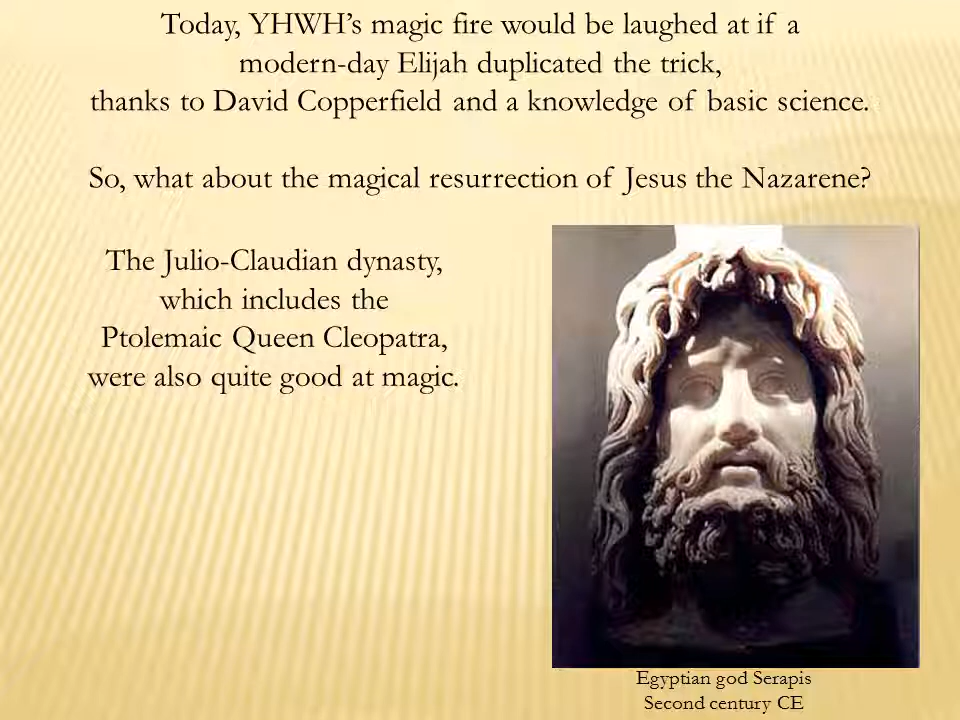 Today, YHWH’s magic fire would be laughed at if a
modern-day Elijah duplicated the trick,
thanks to David Copperfield and a knowledge of basic science.
So, what about the magical resurrection of Jesus the Nazarene?
The Julio-Claudian dynasty,
which includes the
Ptolemaic Queen Cleopatra,
were also quite good at magic.
Egyptian god Serapis
Second century CE